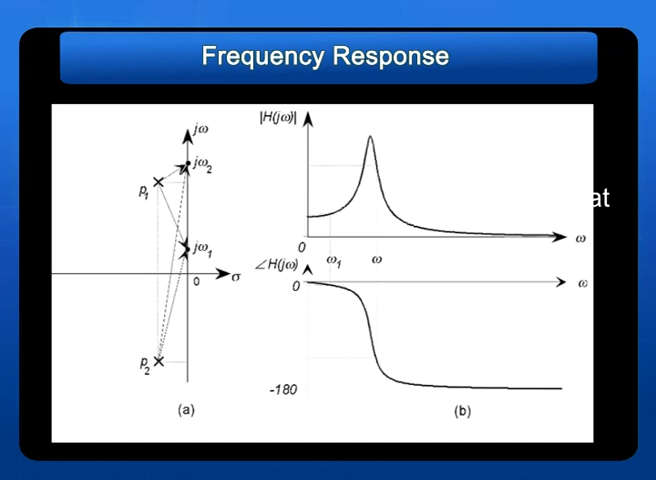 Frequency Response
jω
jω2
p1
jω1
0
σ
p2
(a)
|H(jω)|
at
0
ω
ω1
ω
∠H(jω)
0
ω
-180
(b)